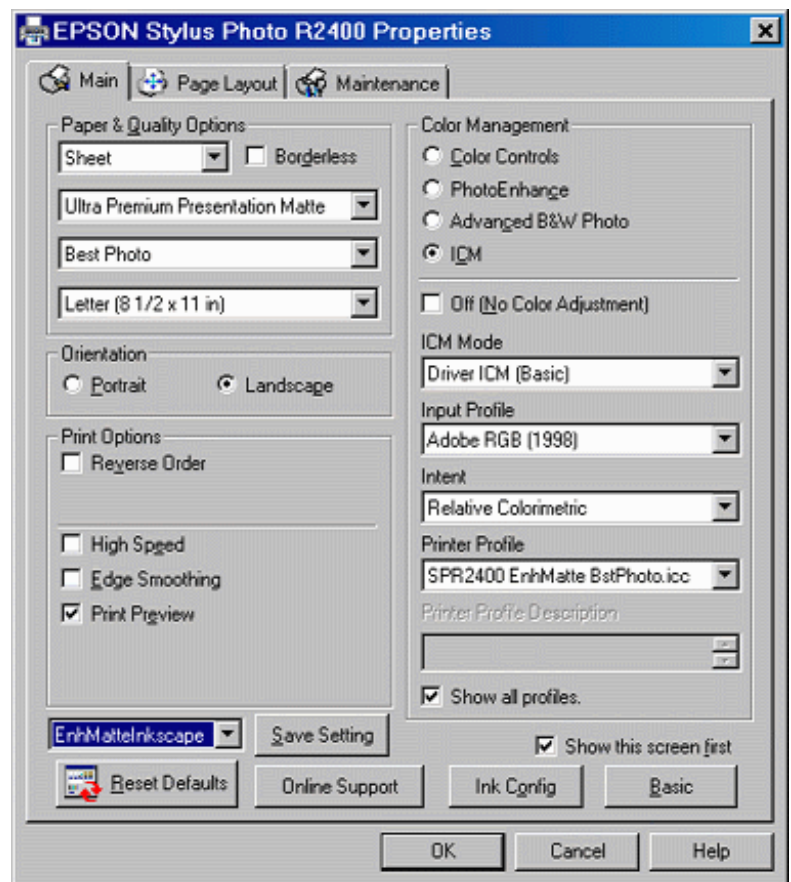 EPSON Stylus Photo R2400 Properties
Main
Page Layout
Maintenance
Paper & Quality Options
Sheet
Borderless
Ultra Premium Presentation Matte
Best Photo
Letter (8 1/2 x 11 in)
Orientation
Portrait
Landscape
Print Options
Reverse Order
High Speed
Edge Smoothing
Print Preview
Color Management
Color Controls
PhotoEnhance
Advanced B&W Photo
ICM
Off (No Color Adjustment)
ICM Mode
Driver ICM (Basic)
Input Profile
Adobe RGB (1998)
Intent
Relative Colorimetric
Printer Profile
SPR2400 EnhMatte BstPhoto.icc
Printer Profile Description
Show all profiles.
EnhMatteInkscape
Save Setting
Show this screen first
Reset Defaults
Online Support
Ink Config
Basic
OK
Cancel
Help